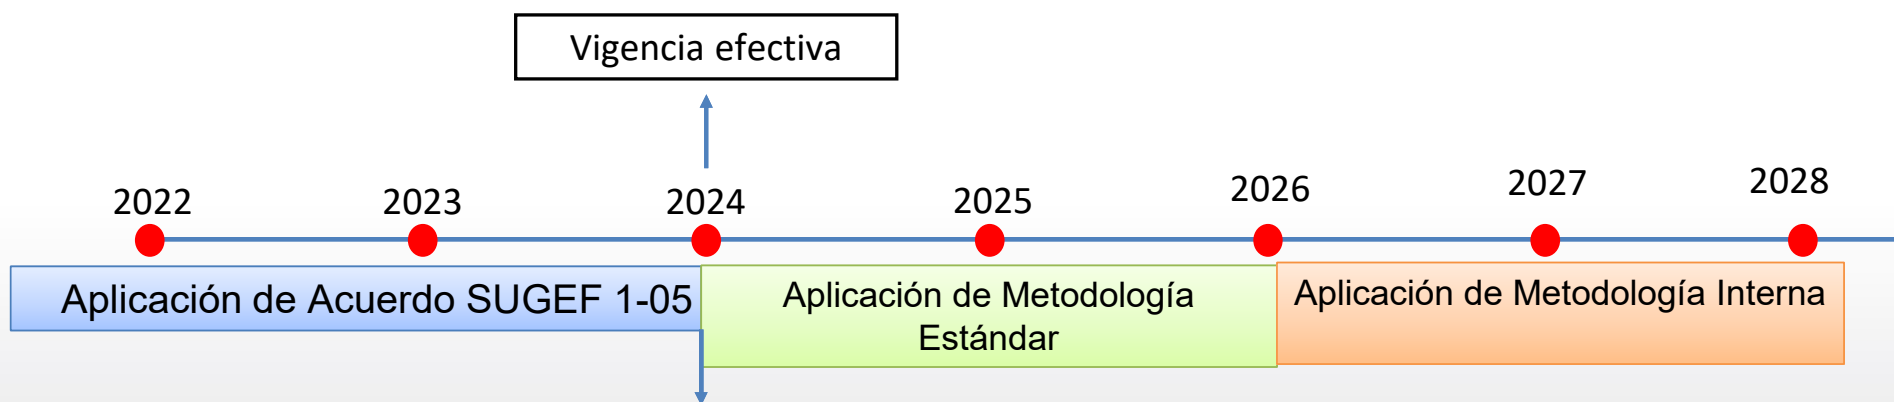 Vigencia efectiva
2022
2023
2024
2025
2026
2027
2028
Aplicación de Acuerdo SUGEF 1-05
Aplicación de Metodología
Estándar
Aplicación de Metodología Interna